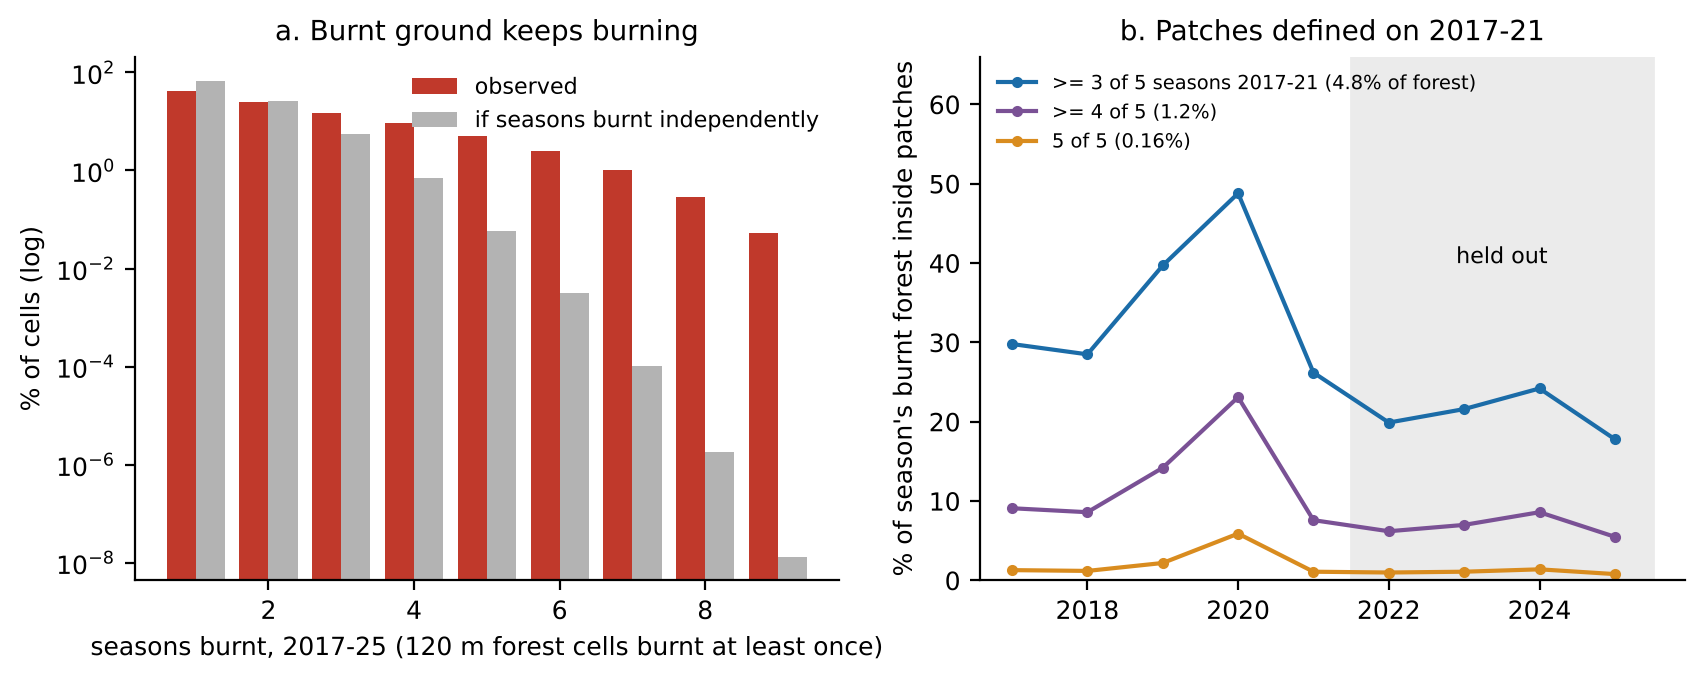 a. Burnt ground keeps burning
observed
if seasons burnt independently
% of cells (log)
10²
10⁰
10⁻²
10⁻⁴
10⁻⁶
10⁻⁸
2 4 6 8
seasons burnt, 2017-25 (120 m forest cells burnt at least once)
b. Patches defined on 2017-21
>= 3 of 5 seasons 2017-21 (4.8% of forest)
>= 4 of 5 (1.2%)
5 of 5 (0.16%)
held out
% of season's burnt forest inside patches
60
50
40
30
20
10
0
2018 2020 2022 2024